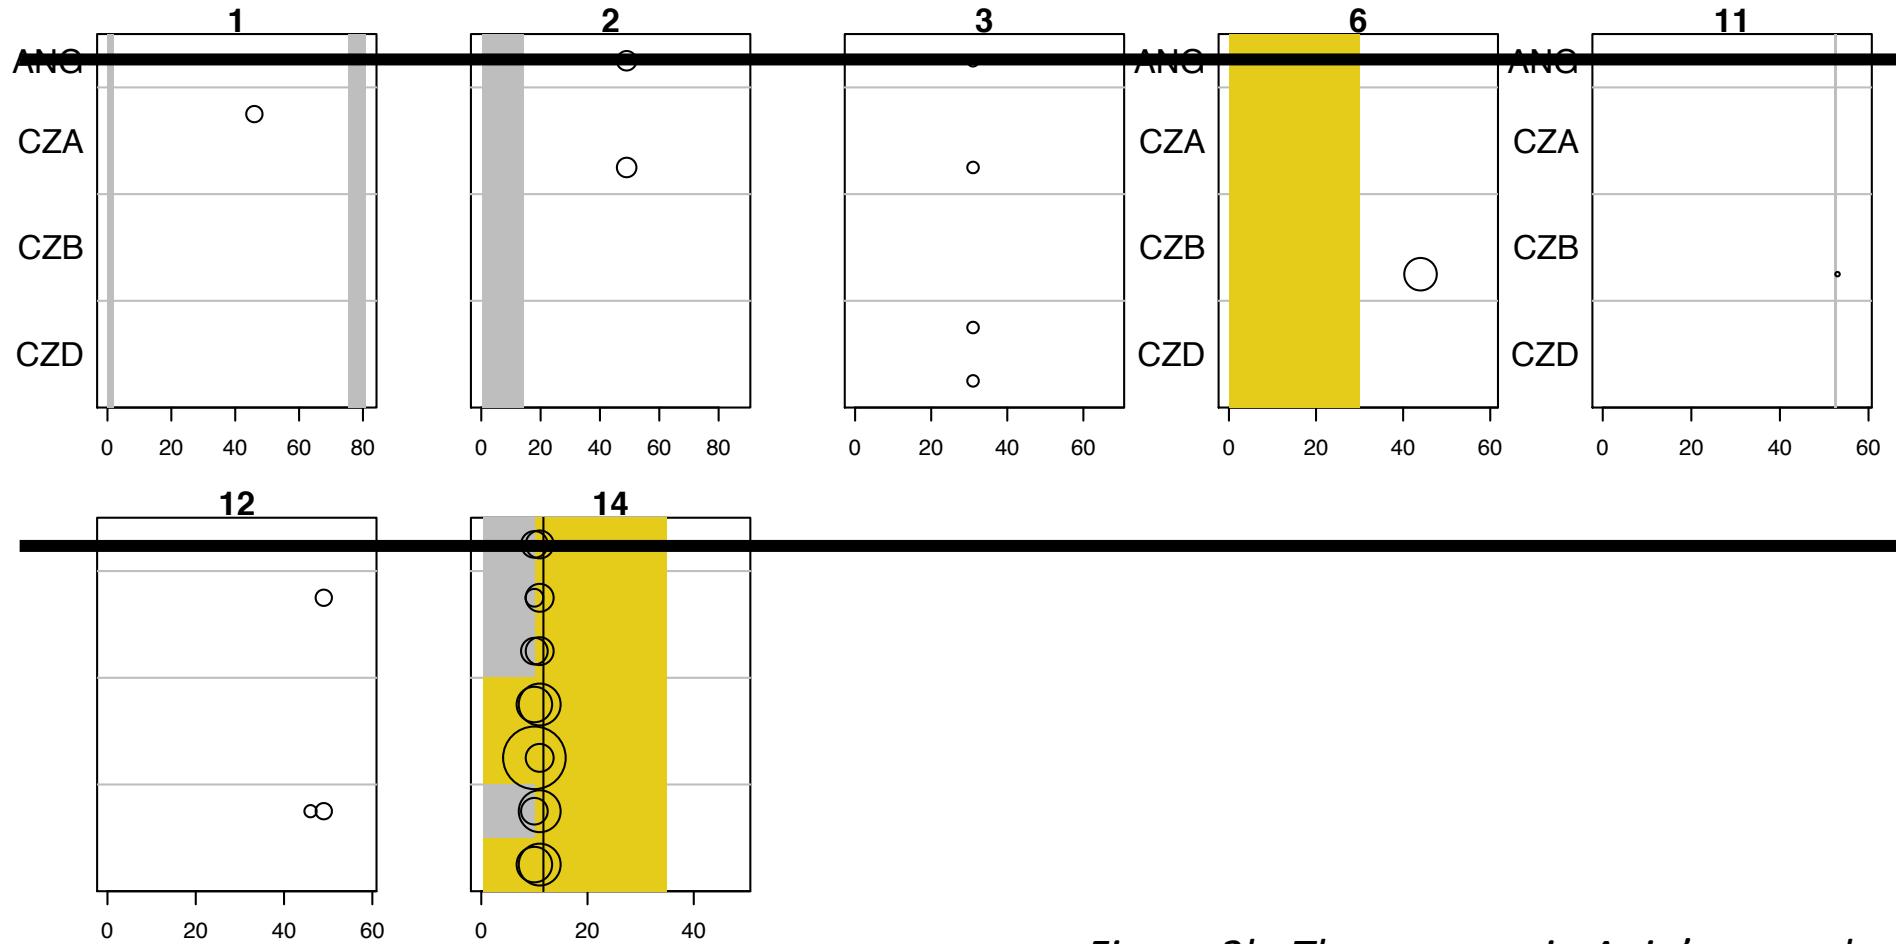 1 2 3 6 11
ANG ANG ANG
CZA CZA CZA
CZB CZB CZB
CZD CZD CZD
0 20 40 60 80 0 20 40 60 80 0 20 40 60 0 20 40 60 0 20 40 60
12 14
0 20 40 60 0 20 40